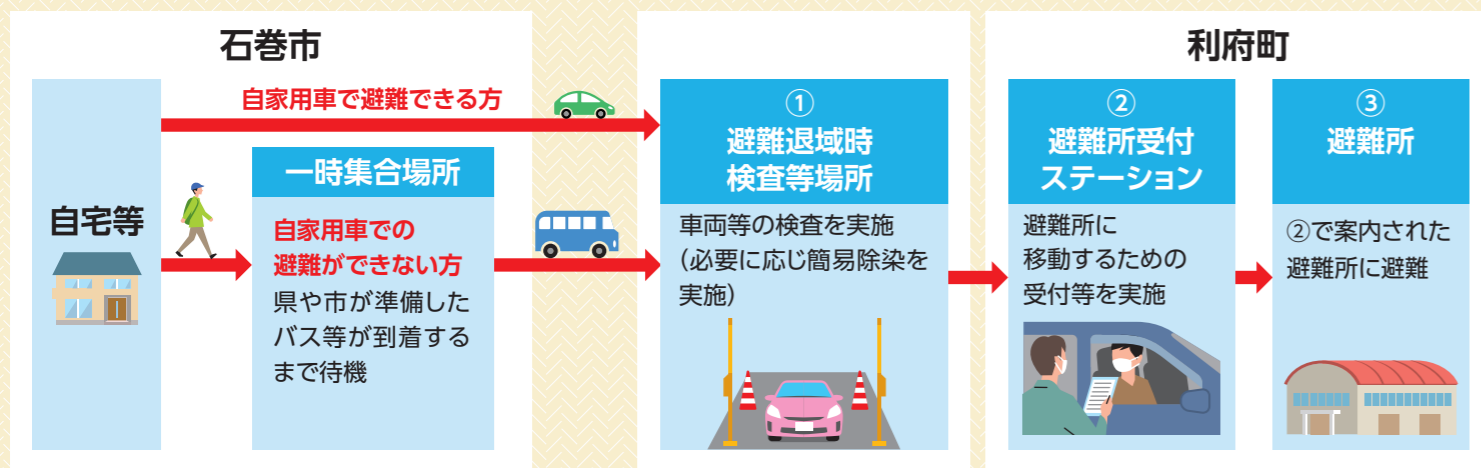 石巻市
自宅等
自家用車で避難できる方
一時集合場所
自家用車での
避難ができない方
県や市が準備した
バス等が到着する
まで待機
①
避難退域時
検査等場所
車両等の検査を実施
（必要に応じ簡易除染を
実施）
利府町
②
避難所受付
ステーション
避難所に
移動するための
受付等を実施
③
避難所
②で案内された
避難所に避難